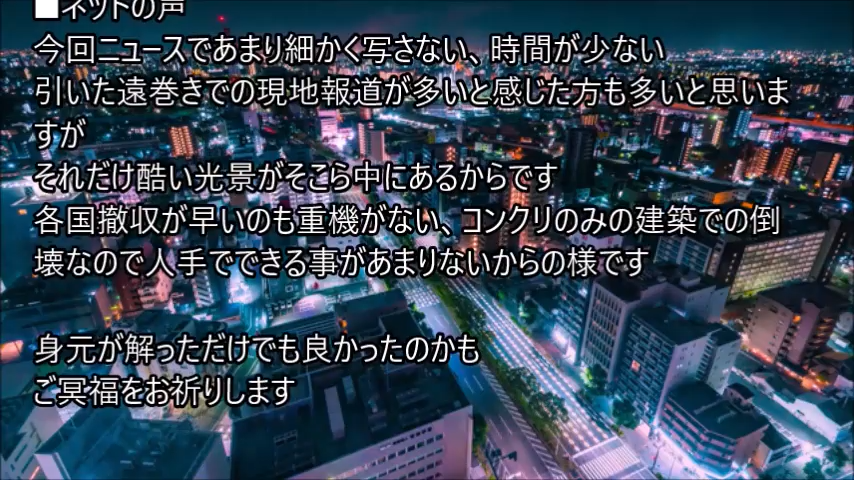 ■ネットの声
今回ニュースであまり細かく写さない、時間が少ない
引いた遠巻きでの現地報道が多いと感じた方も多いと思いま
すが
それだけ酷い光景がそこら中にあるからです
各国撤収が早いのも重機がない、コンクリのみの建築での倒
壊なので人手でできる事があまりないからの様です
身元が解っただけでも良かったのかも
ご冥福をお祈りします